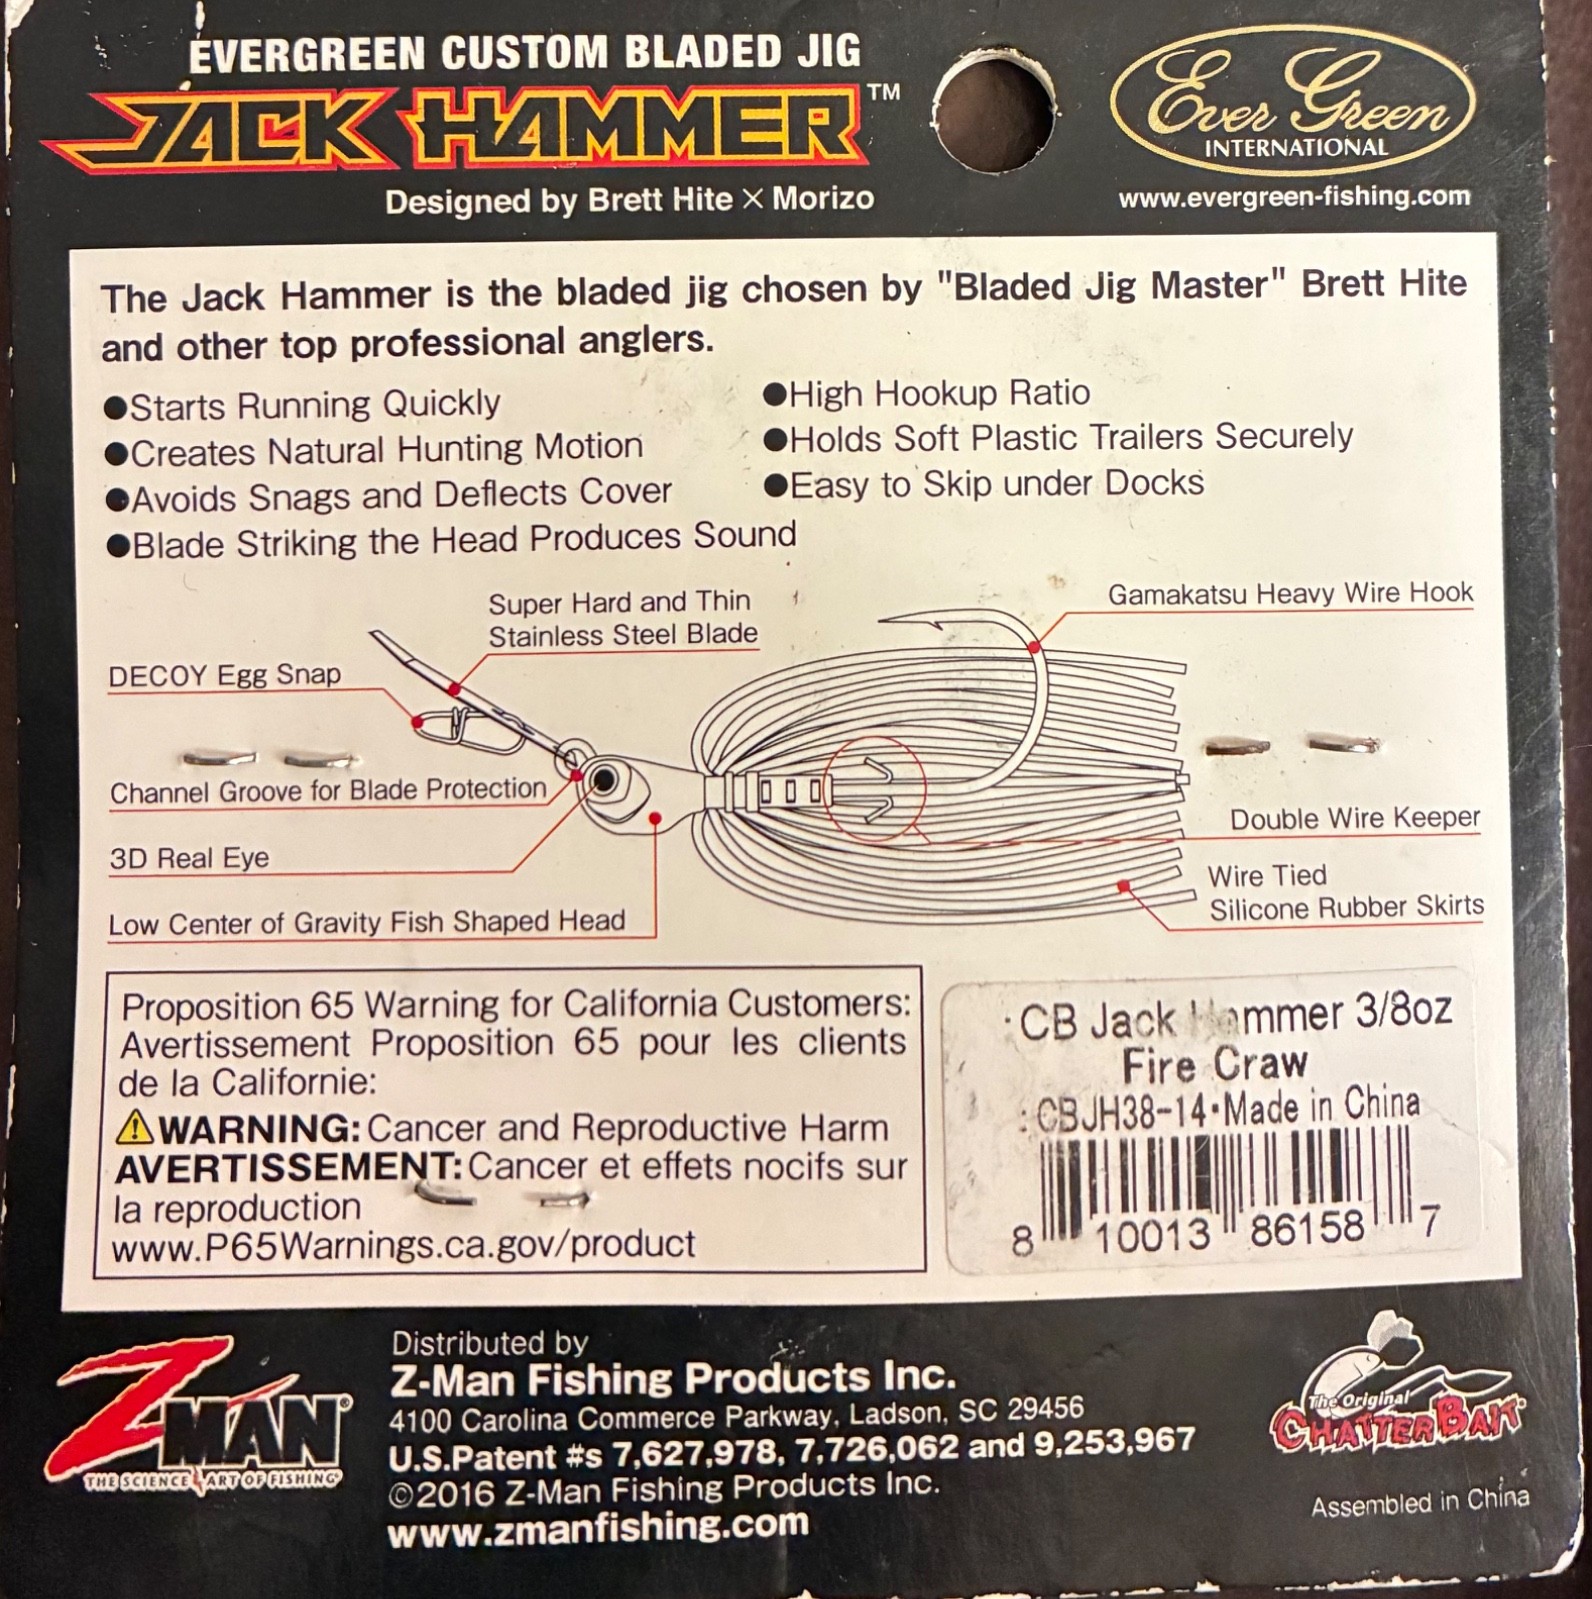 EVERGREEN CUSTOM BLADED JIG
JACK HAMMER™
Designed by Brett Hite × Morizo
Ever Green
INTERNATIONAL
www.evergreen-fishing.com
The Jack Hammer is the bladed jig chosen by "Bladed Jig Master" Brett Hite
and other top professional anglers.
●Starts Running Quickly
●Creates Natural Hunting Motion
●Avoids Snags and Deflects Cover
●Blade Striking the Head Produces Sound
●High Hookup Ratio
●Holds Soft Plastic Trailers Securely
●Easy to Skip under Docks
Super Hard and Thin
Stainless Steel Blade
Gamakatsu Heavy Wire Hook
DECOY Egg Snap
Channel Groove for Blade Protection
3D Real Eye
Low Center of Gravity Fish Shaped Head
Double Wire Keeper
Wire Tied
Silicone Rubber Skirts
Proposition 65 Warning for California Customers:
Avertissement Proposition 65 pour les clients
de la Californie:
⚠WARNING: Cancer and Reproductive Harm
AVERTISSEMENT: Cancer et effets nocifs sur
la reproduction
www.P65Warnings.ca.gov/product
CB Jack Hammer 3/8oz
Fire Craw
CBJH38-14•Made in China
8 10013 86158 7
Z-MAN®
THE SCIENCE & ART OF FISHING®
Distributed by
Z-Man Fishing Products Inc.
4100 Carolina Commerce Parkway, Ladson, SC 29456
U.S.Patent #s 7,627,978, 7,726,062 and 9,253,967
©2016 Z-Man Fishing Products Inc.
www.zmanfishing.com
The Original
CHATTERBAIT®
Assembled in China